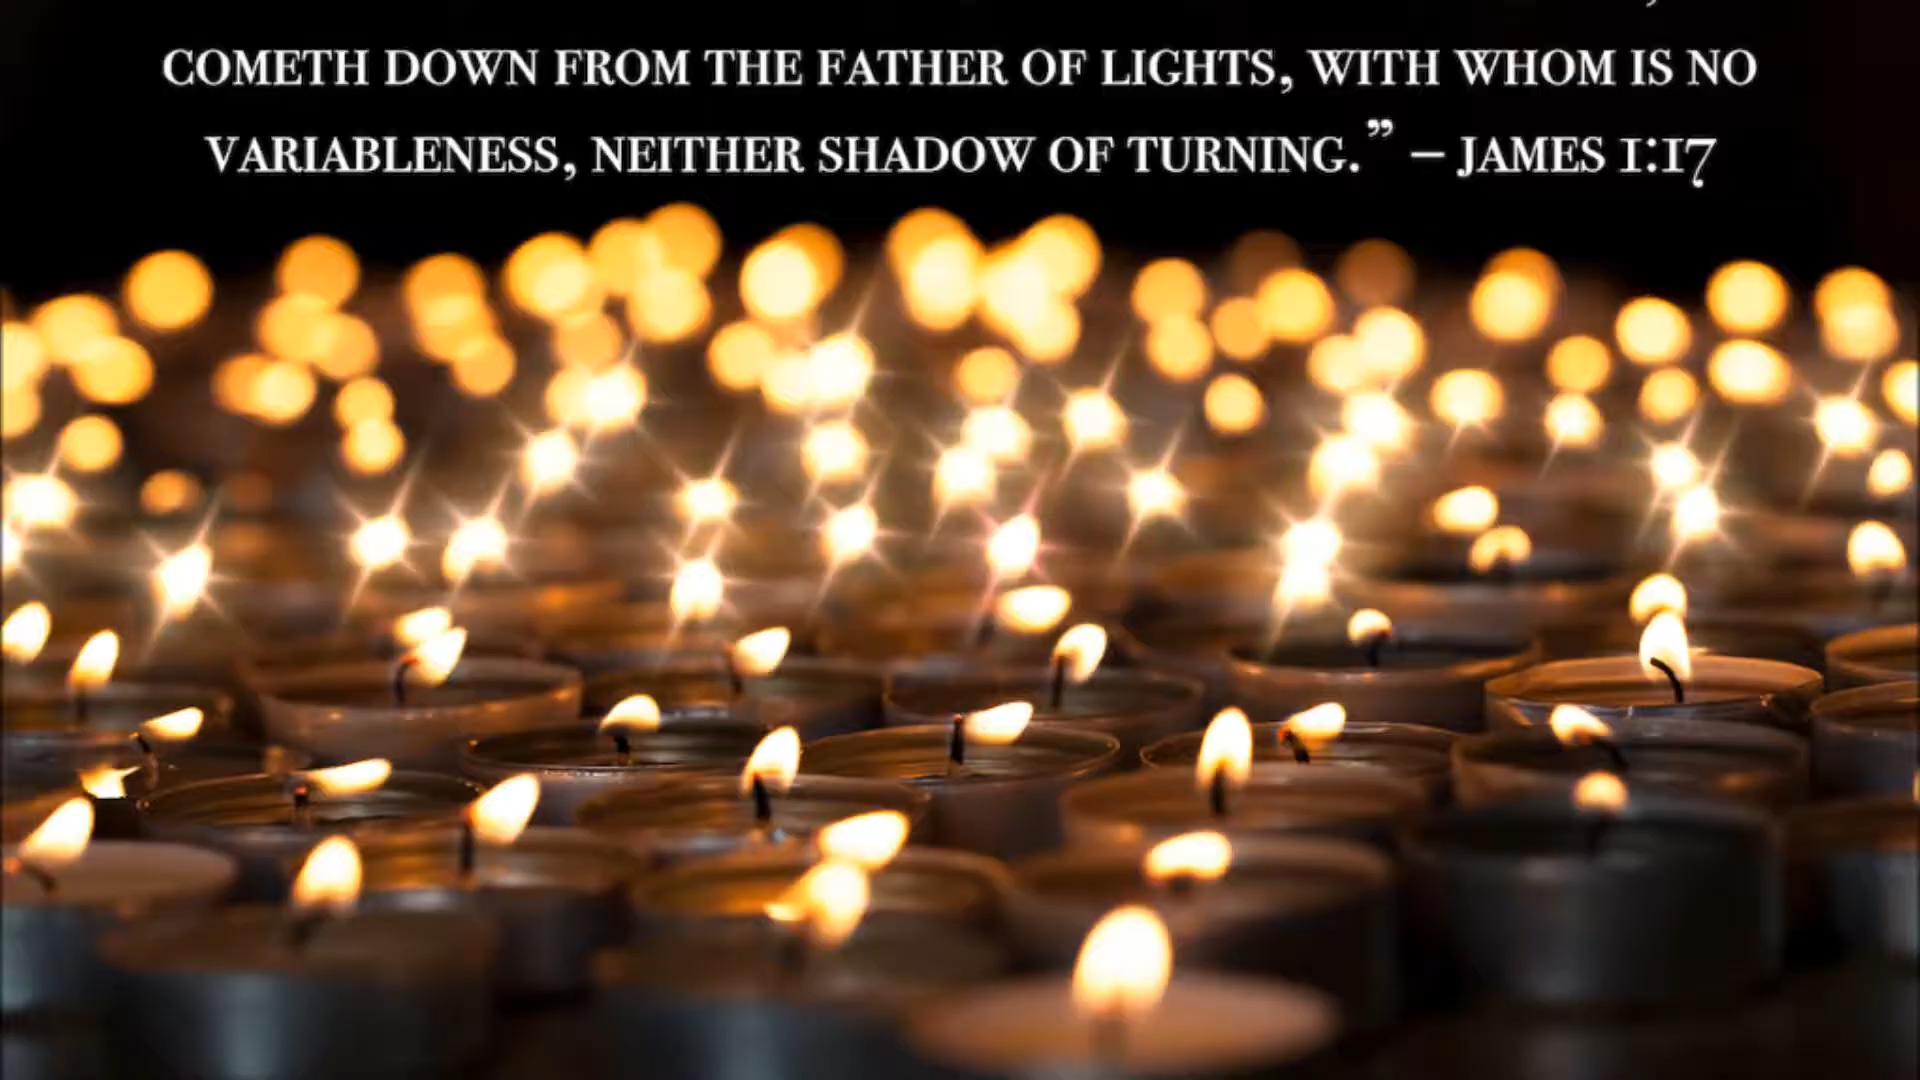 COMETH DOWN FROM THE FATHER OF LIGHTS, WITH WHOM IS NO
VARIABLENESS, NEITHER SHADOW OF TURNING.” – JAMES 1:17